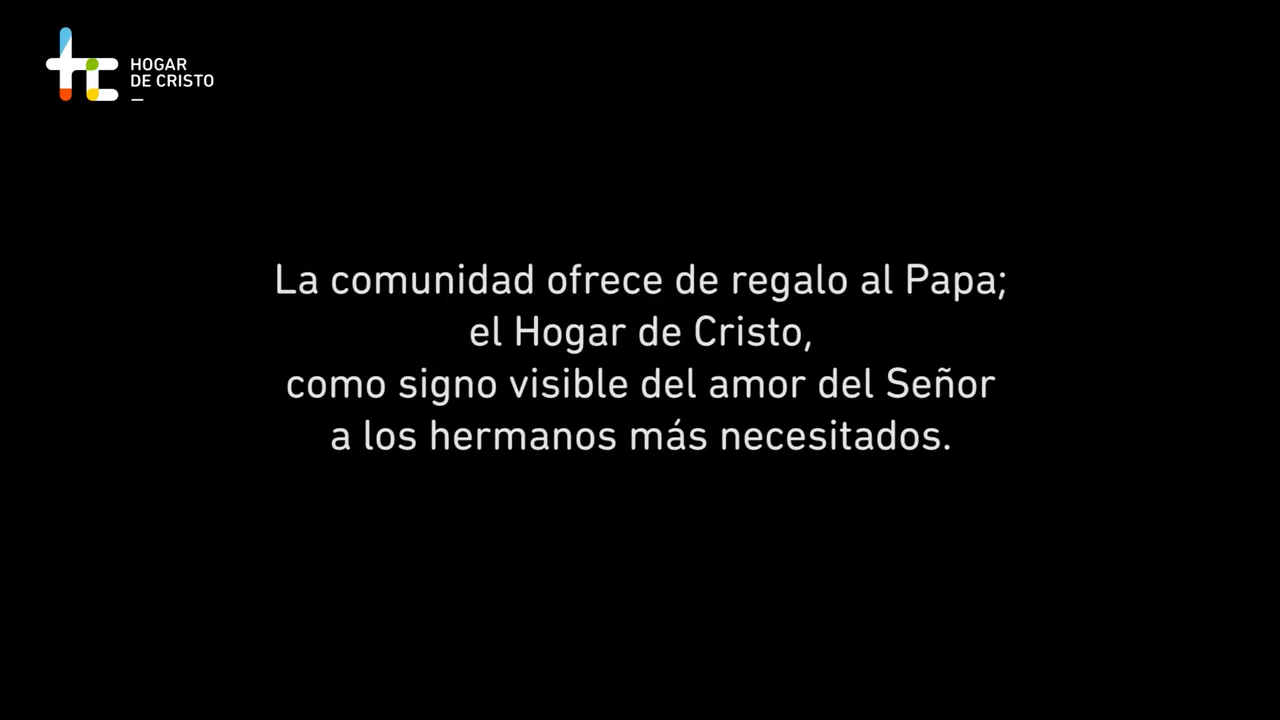 HOGAR
DE CRISTO
La comunidad ofrece de regalo al Papa;
el Hogar de Cristo,
como signo visible del amor del Señor
a los hermanos más necesitados.